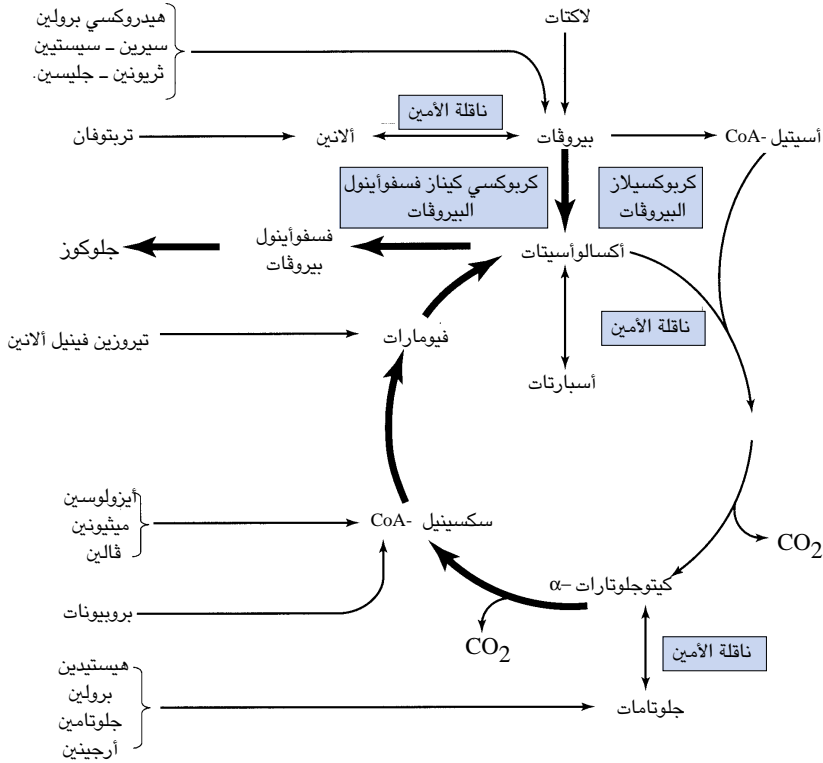 هيدروكسي برولين
سيرين – سيستيين
ثريونين – جليسين.
لاكتات
ناقلة الأمين
تربتوفان
ألانين
بيروڤات
أسيتيل -CoA
كربوكسي كيناز فسفوأينول
البيروڤات
كربوكسيلاز
البيروڤات
جلوكوز
فسفوأينول
بيروڤات
أكسالوأسيتات
ناقلة الأمين
تيروزين فينيل ألانين
فيومارات
أسبارتات
أيزولوسين
ميثيونين
ڤالين
سكسينيل -CoA
CO2
كيتوجلوتارات –α
بروبيونات
CO2
ناقلة الأمين
هيستيدين
برولين
جلوتامين
أرجينين
جلوتامات